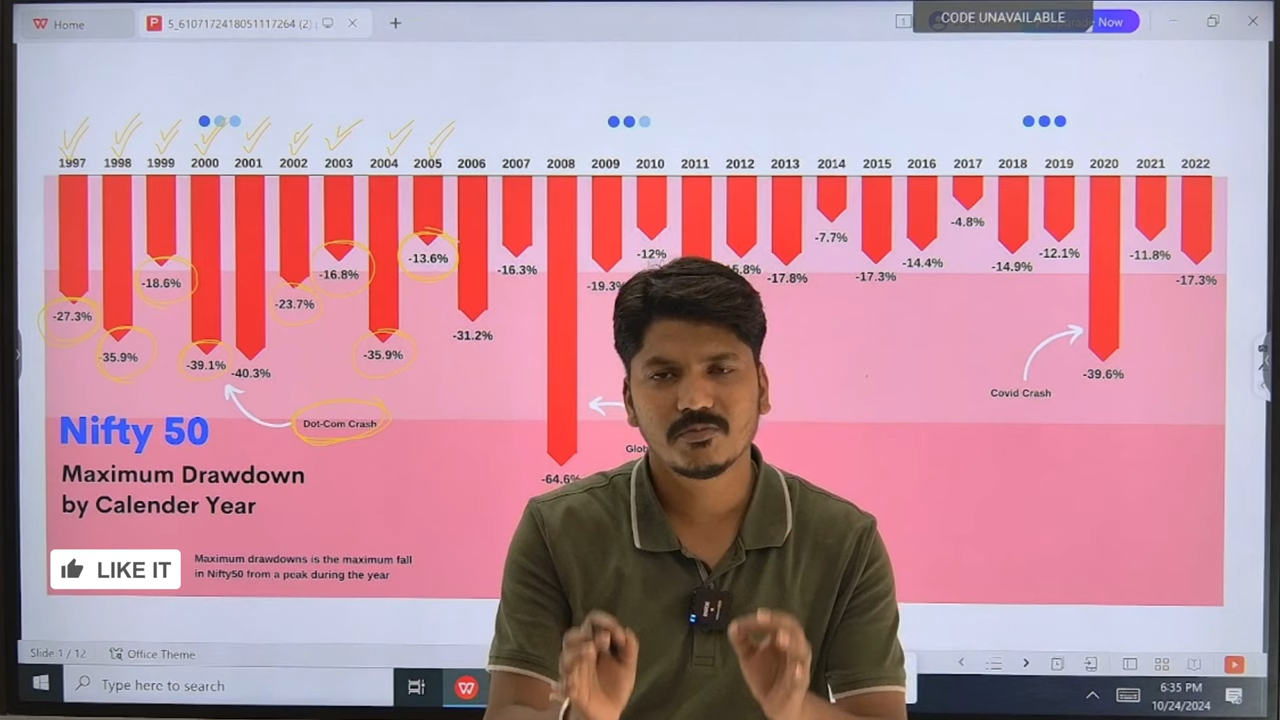 Home
5_6107172418051117264 (2)
1
CODE UNAVAILABLE
Now
1997 1998 1999 2000 2001 2002 2003 2004 2005 2006 2007 2008 2009 2010 2011 2012 2013 2014 2015 2016 2017 2018 2019 2020 2021 2022
-27.3% -35.9% -18.6% -39.1% -40.3% -23.7% -16.8% -35.9% -13.6% -31.2% -16.3% -64.6% -19.3% -12% 5.8% -17.8% -7.7% -17.3% -14.4% -4.8% -14.9% -12.1% -39.6% -11.8% -17.3%
Dot-Com Crash
Glob
Covid Crash
Nifty 50
Maximum Drawdown
by Calender Year
LIKE IT
Maximum drawdowns is the maximum fall
in Nifty50 from a peak during the year
Slide 1 / 12
Office Theme
Type here to search
6:35 PM
10/24/2024